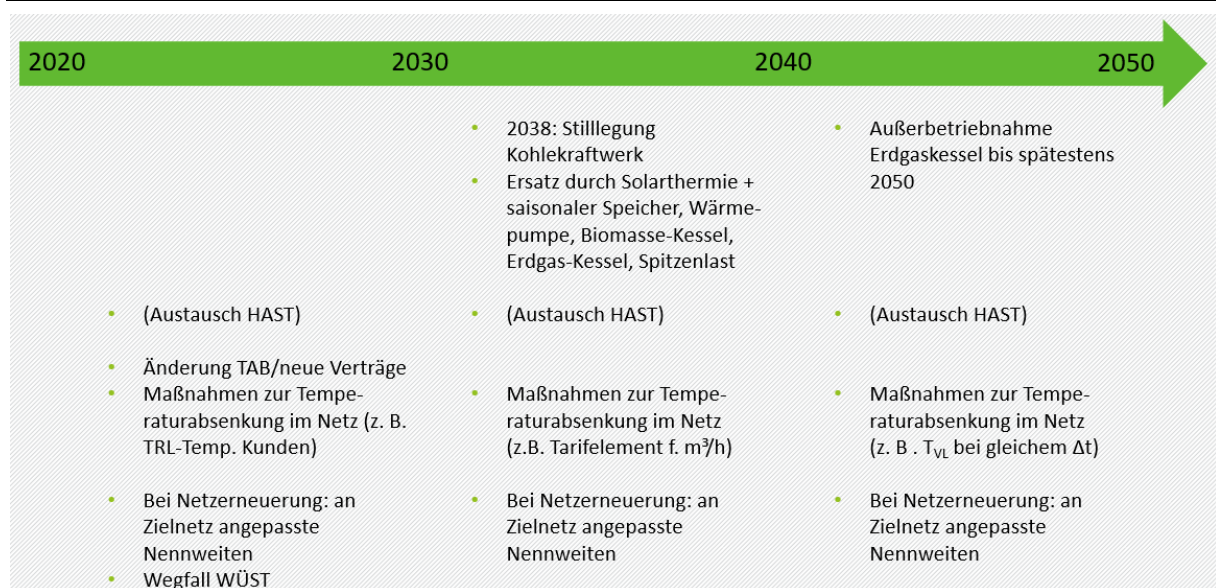 2020 2030 2040 2050
• 2038: Stilllegung
Kohlekraftwerk
• Ersatz durch Solarthermie +
saisonaler Speicher, Wärme-
pumpe, Biomasse-Kessel,
Erdgas-Kessel, Spitzenlast
• Außerbetriebnahme
Erdgaskessel bis spätestens
2050
• (Austausch HAST)
• (Austausch HAST)
• (Austausch HAST)
• Änderung TAB/neue Verträge
• Maßnahmen zur Tempe-
raturabsenkung im Netz (z. B.
TRL-Temp. Kunden)
• Maßnahmen zur Tempe-
raturabsenkung im Netz
(z.B. Tarifelement f. m³/h)
• Maßnahmen zur Tempe-
raturabsenkung im Netz
(z. B . TVL bei gleichem Δt)
• Bei Netzerneuerung: an
Zielnetz angepasste
Nennweiten
• Wegfall WÜST
• Bei Netzerneuerung: an
Zielnetz angepasste
Nennweiten
• Bei Netzerneuerung: an
Zielnetz angepasste
Nennweiten